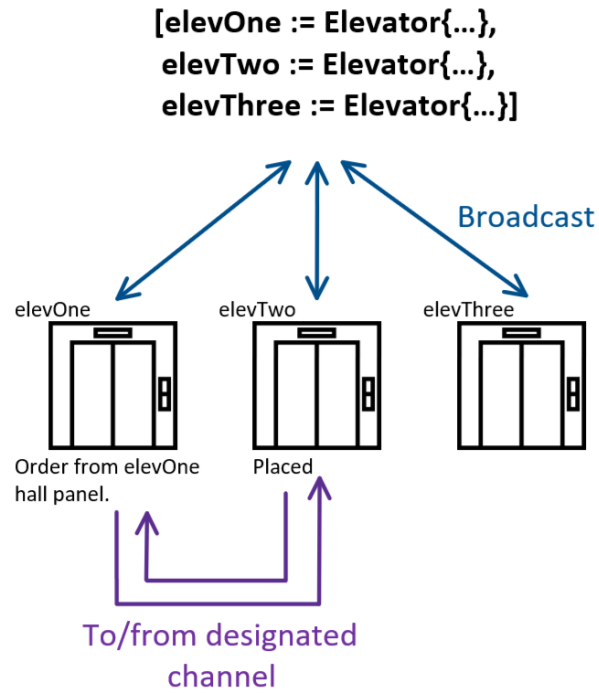 [elevOne := Elevator{…},
elevTwo := Elevator{…},
elevThree := Elevator{…}]
Broadcast
elevOne
elevTwo
elevThree
Order from elevOne
hall panel.
Placed
To/from designated
channel